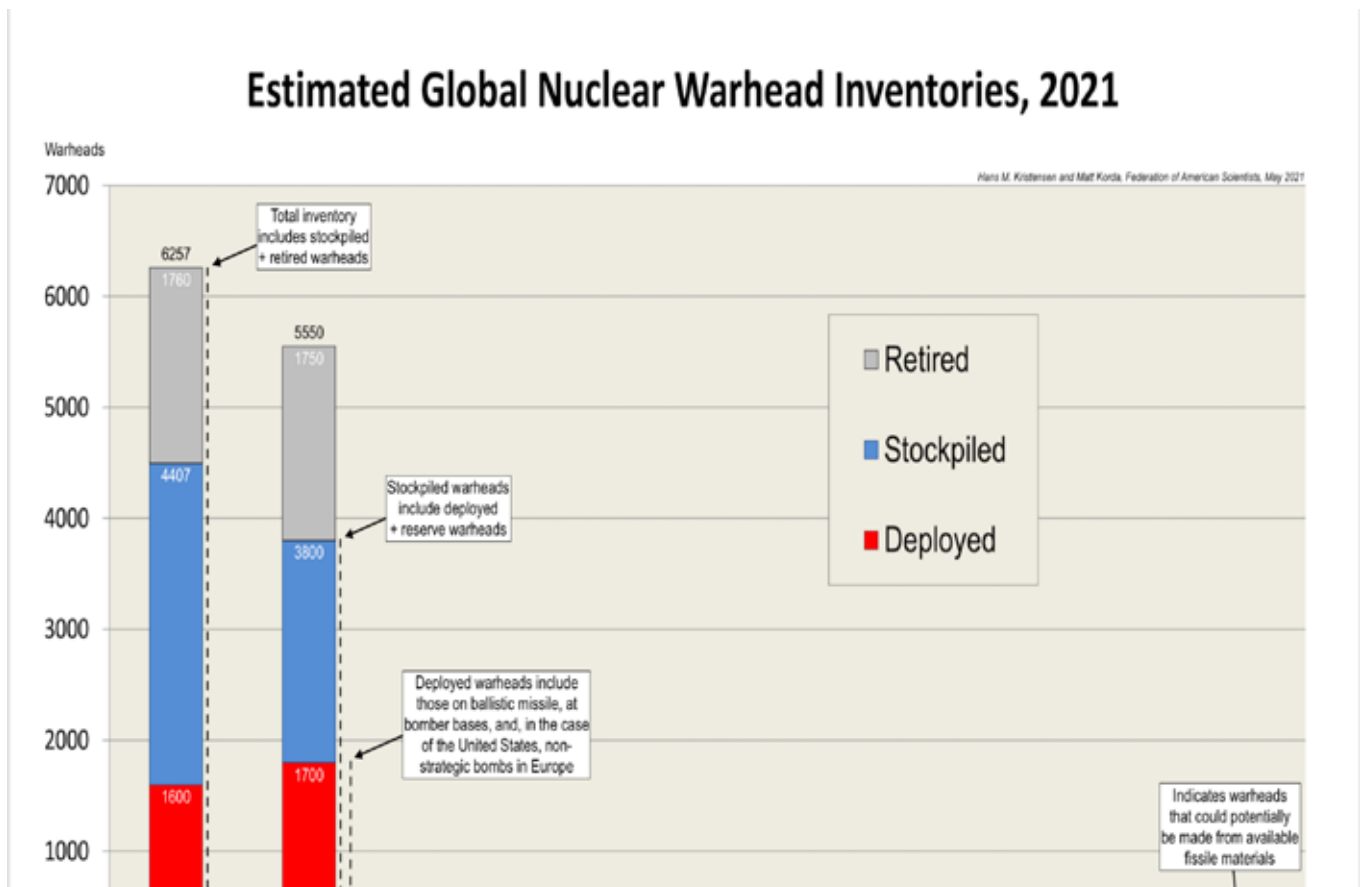 Estimated Global Nuclear Warhead Inventories, 2021
Warheads
Hans M. Kristensen and Matt Korda, Federation of American Scientists, May 2021
7000
Total inventory
includes stockpiled
+ retired warheads
6257
1760
6000
5550
1750
Retired
5000
Stockpiled
4407
Stockpiled warheads
include deployed
+ reserve warheads
4000
3800
Deployed
3000
Deployed warheads include
those on ballistic missile, at
bomber bases, and, in the case
of the United States, non-
strategic bombs in Europe
2000
1700
1600
Indicates warheads
that could potentially
be made from available
fissile materials
1000